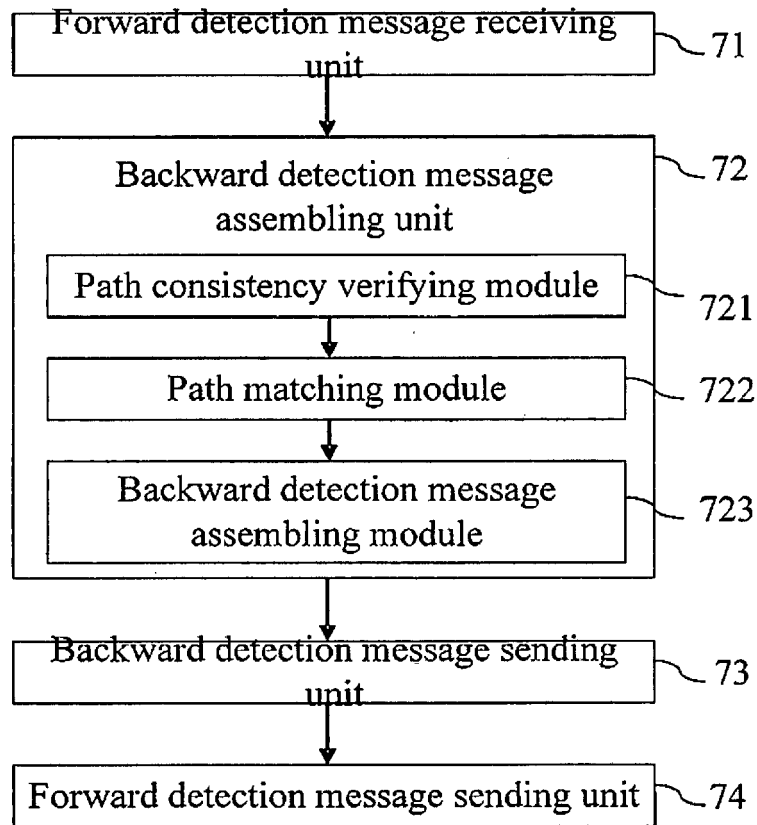 Forward detection message receiving
unit
71
Backward detection message
assembling unit
72
Path consistency verifying module
721
Path matching module
722
Backward detection message
assembling module
723
Backward detection message sending
unit
73
Forward detection message sending unit
74